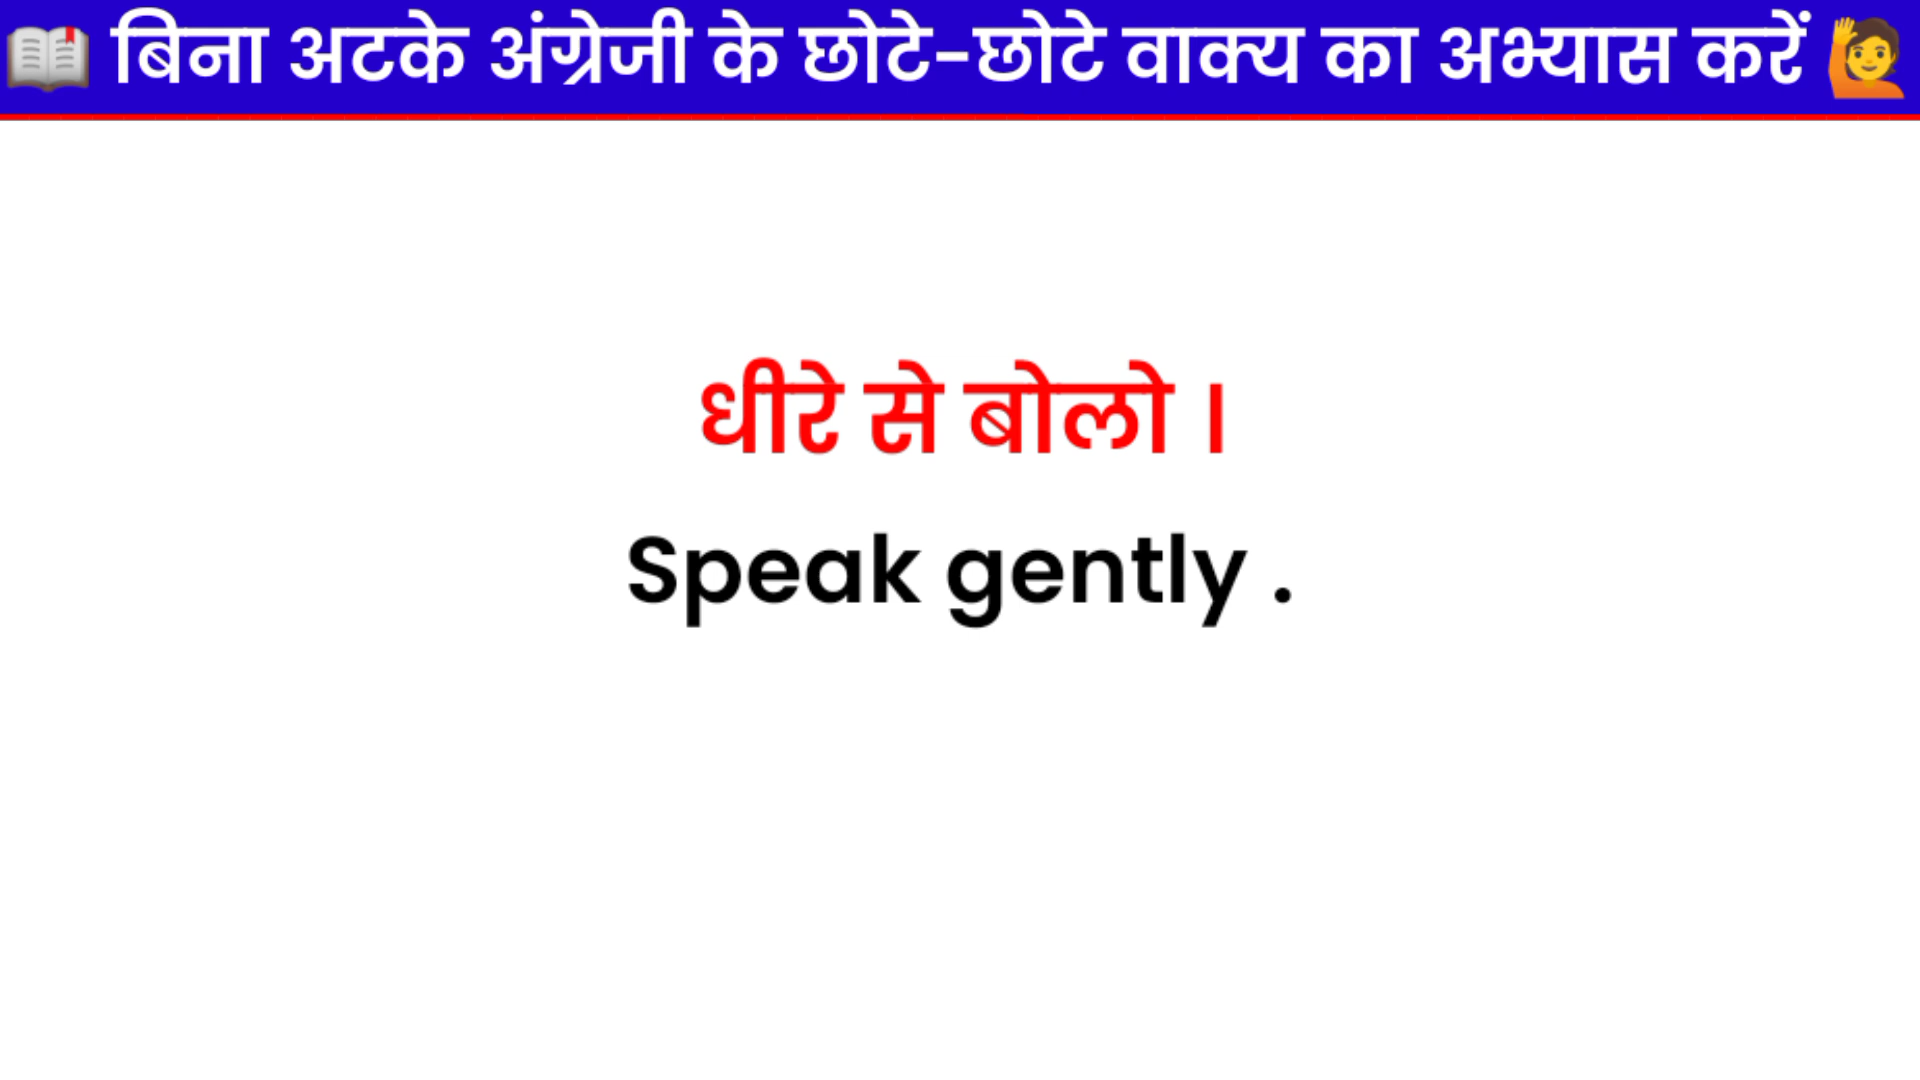 📖 बिना अटके अंग्रेजी के छोटे-छोटे वाक्य का अभ्यास करें 🙋
धीरे से बोलो ।
Speak gently .